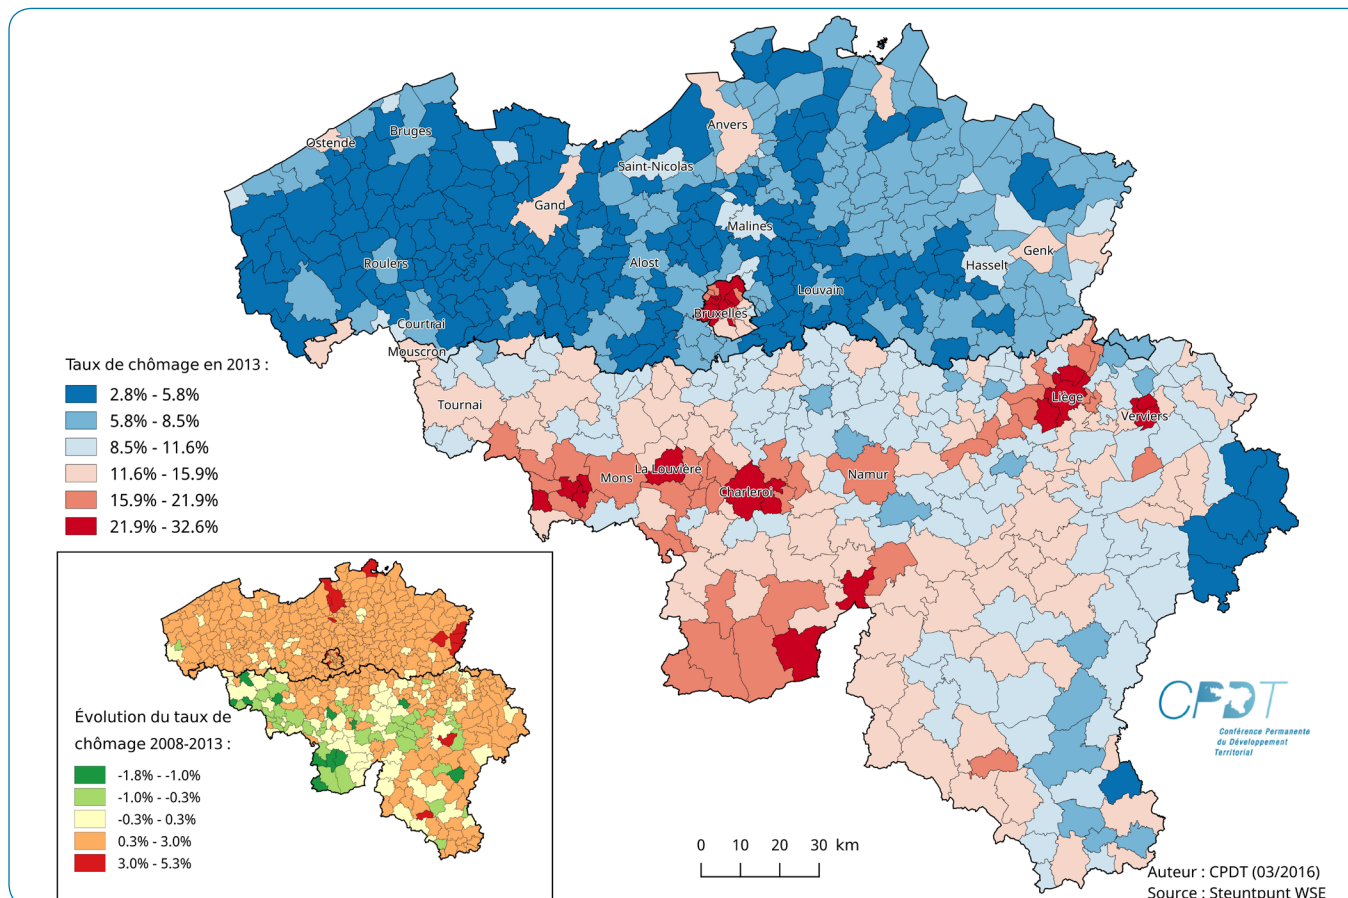 Anvers
Ostende
Bruges
Saint-Nicolas
Gand
Malines
Genk
Hasselt
Roulers
Alost
Louvain
Bruxelles
Courtrai
Mouscron
Tournai
Liège
Verviers
La Louvière
Mons
Namur
Charleroi
Taux de chômage en 2013 :
2.8% - 5.8%
5.8% - 8.5%
8.5% - 11.6%
11.6% - 15.9%
15.9% - 21.9%
21.9% - 32.6%
Évolution du taux de
chômage 2008-2013 :
-1.8% - -1.0%
-1.0% - -0.3%
-0.3% - 0.3%
0.3% - 3.0%
3.0% - 5.3%
CPDT
Conférence Permanente
du Développement
Territorial
0 10 20 30 km
Auteur : CPDT (03/2016)
Source : Steuntpunt WSE